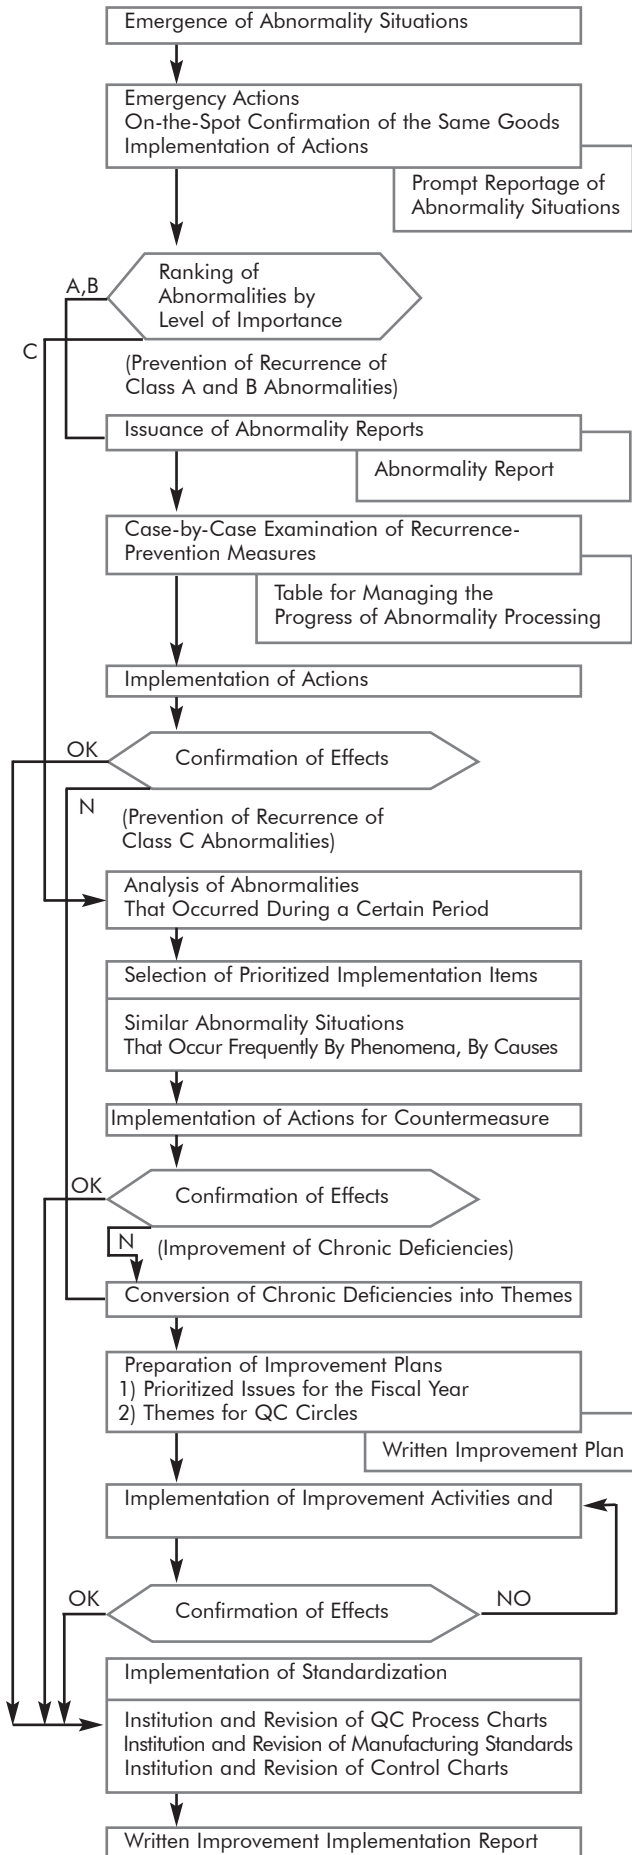 Emergence of Abnormality Situations
Emergency Actions
On-the-Spot Confirmation of the Same Goods
Implementation of Actions
Prompt Reportage of
Abnormality Situations
A,B
Ranking of
Abnormalities by
Level of Importance
C
(Prevention of Recurrence of
Class A and B Abnormalities)
Issuance of Abnormality Reports
Abnormality Report
Case-by-Case Examination of Recurrence-
Prevention Measures
Table for Managing the
Progress of Abnormality Processing
Implementation of Actions
OK
Confirmation of Effects
N
(Prevention of Recurrence of
Class C Abnormalities)
Analysis of Abnormalities
That Occurred During a Certain Period
Selection of Prioritized Implementation Items
Similar Abnormality Situations
That Occur Frequently By Phenomena, By Causes
Implementation of Actions for Countermeasure
OK
Confirmation of Effects
N
(Improvement of Chronic Deficiencies)
Conversion of Chronic Deficiencies into Themes
Preparation of Improvement Plans
1) Prioritized Issues for the Fiscal Year
2) Themes for QC Circles
Written Improvement Plan
Implementation of Improvement Activities and
OK
Confirmation of Effects
NO
Implementation of Standardization
Institution and Revision of QC Process Charts
Institution and Revision of Manufacturing Standards
Institution and Revision of Control Charts
Written Improvement Implementation Report